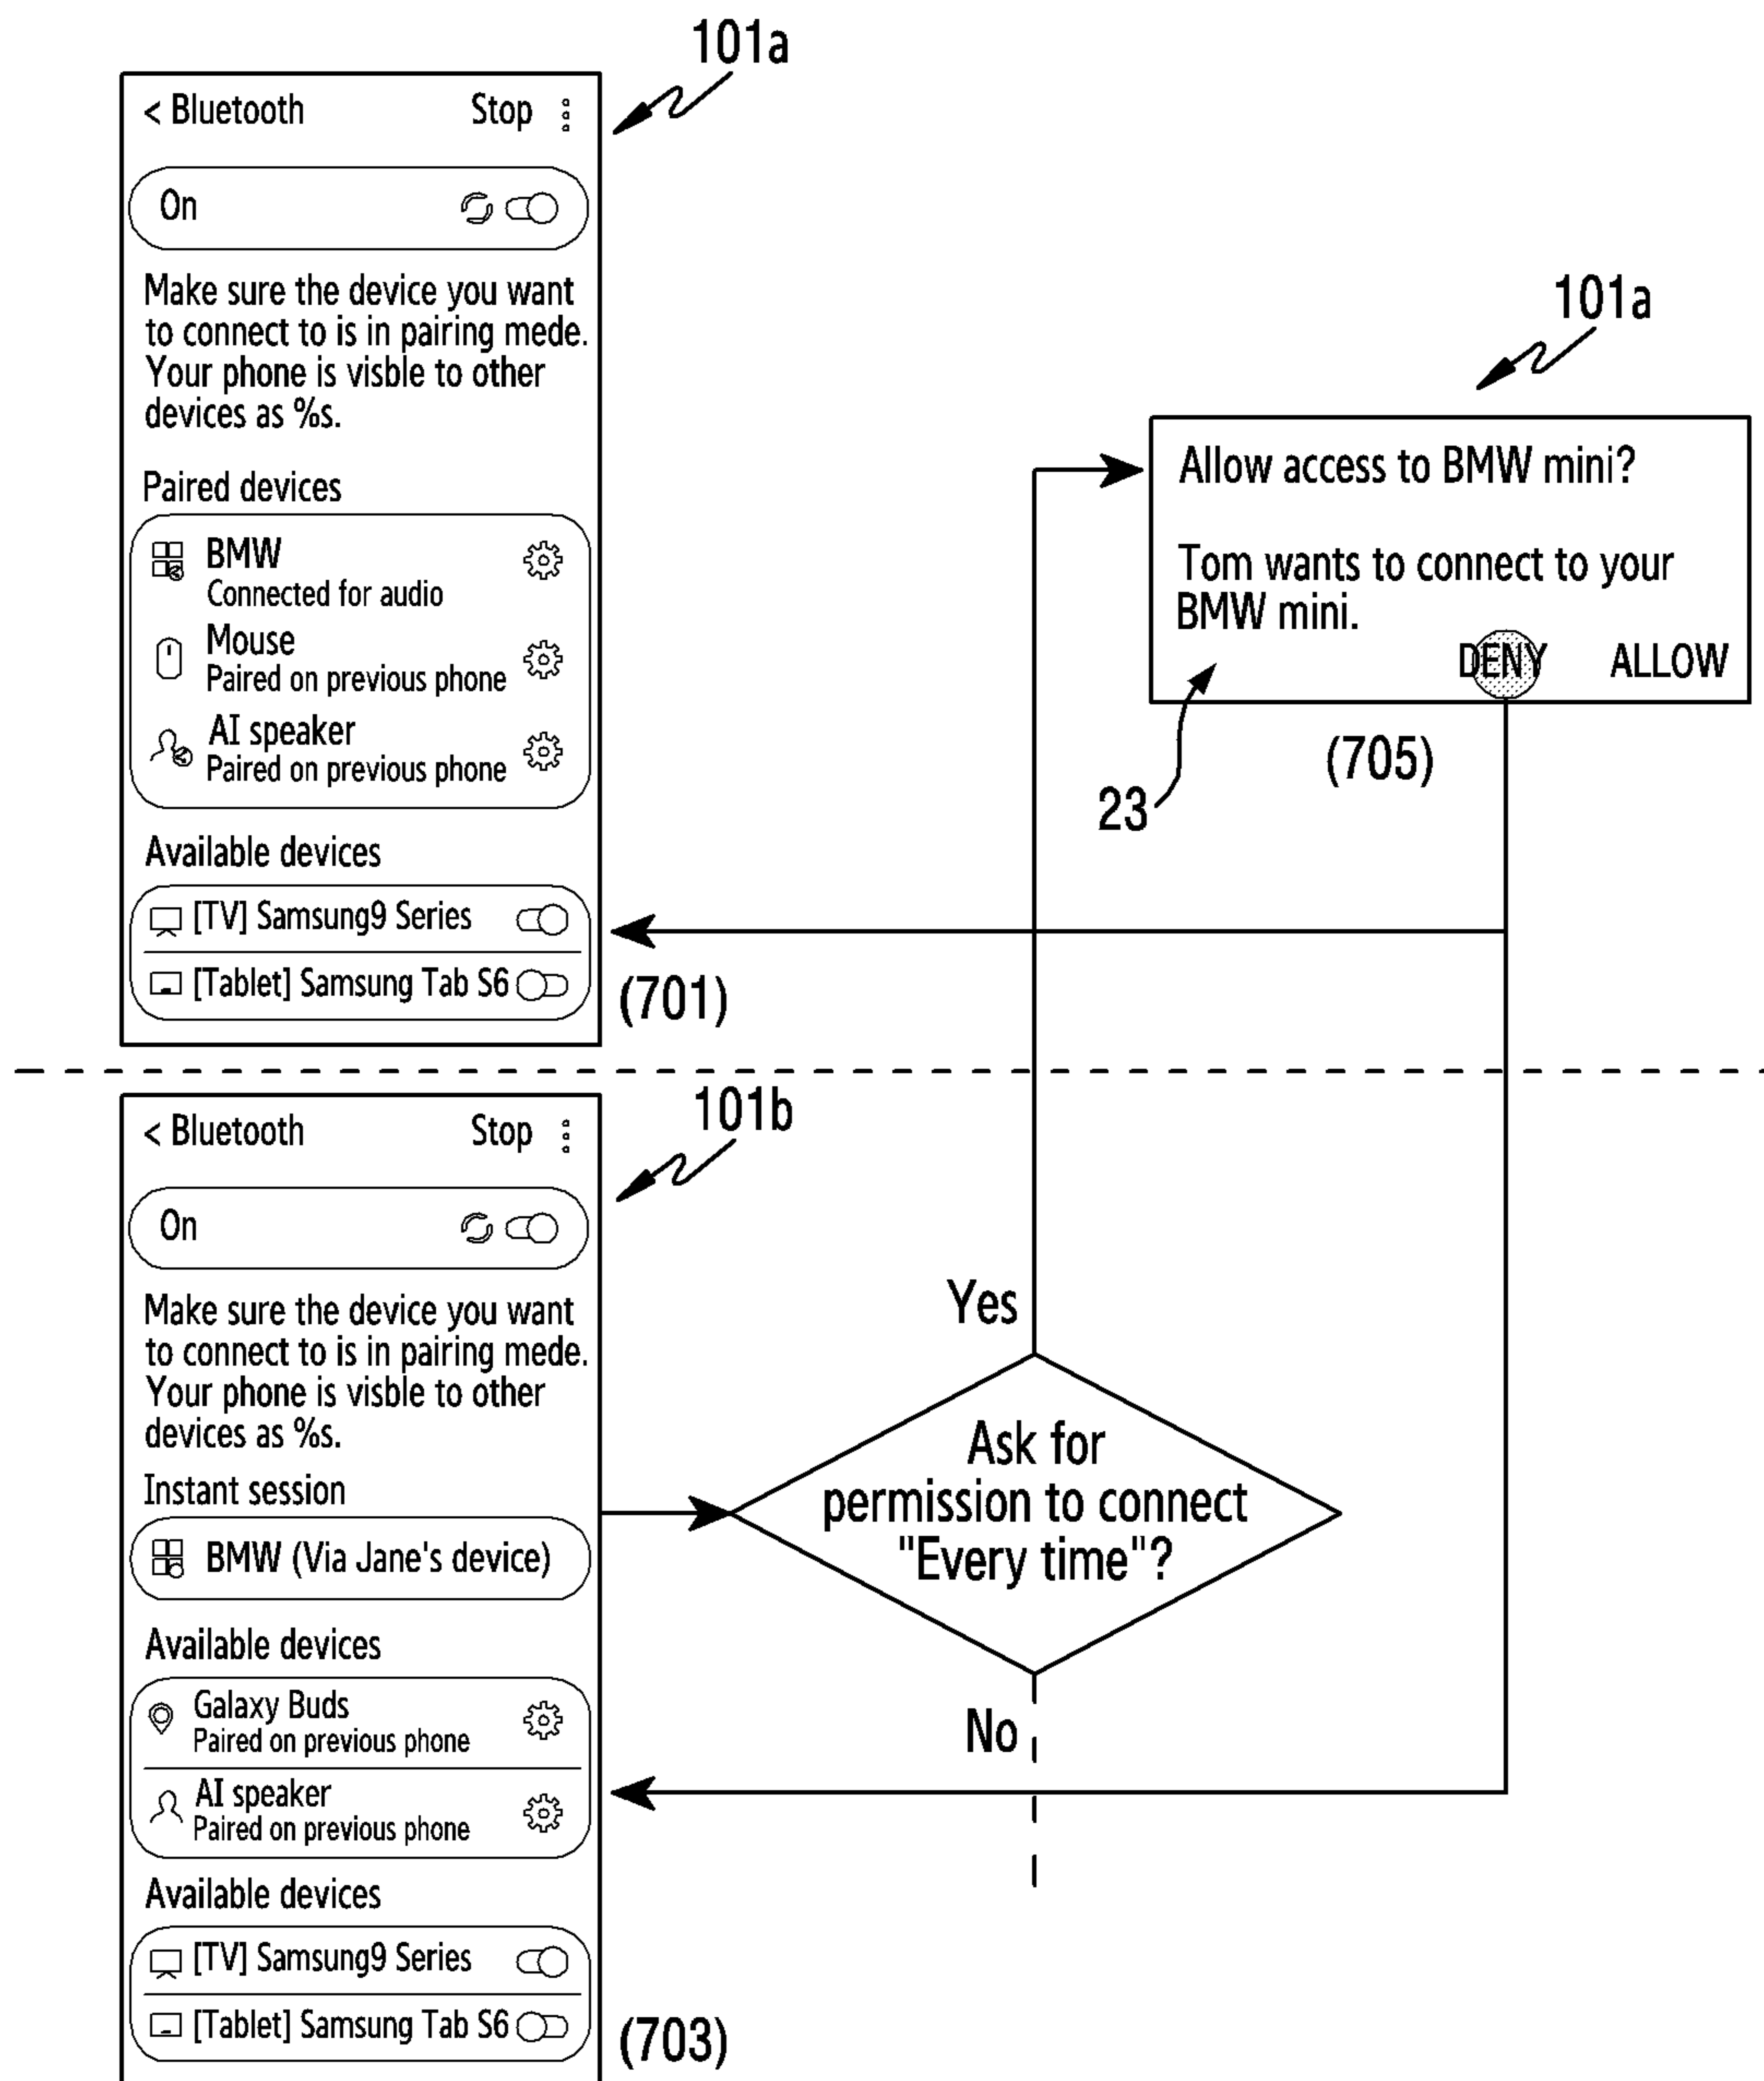 101a
< Bluetooth Stop
On
Make sure the device you want
to connect to is in pairing mede.
Your phone is visble to other
devices as %s.
Paired devices
BMW
Connected for audio
Mouse
Paired on previous phone
AI speaker
Paired on previous phone
Available devices
[TV] Samsung9 Series
[Tablet] Samsung Tab S6
(701)
101a
Allow access to BMW mini?
Tom wants to connect to your
BMW mini.
DENY ALLOW
(705)
23
101b
< Bluetooth Stop
On
Make sure the device you want
to connect to is in pairing mede.
Your phone is visble to other
devices as %s.
Instant session
BMW (Via Jane's device)
Available devices
Galaxy Buds
Paired on previous phone
AI speaker
Paired on previous phone
Available devices
[TV] Samsung9 Series
[Tablet] Samsung Tab S6
(703)
Yes
Ask for
permission to connect
"Every time"?
No